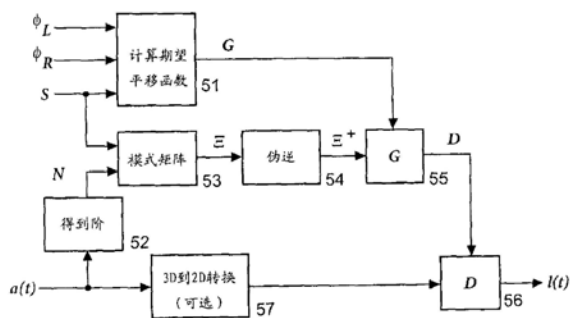 ϕL
ϕR
S
计算期望
平移函数
51
G
N
模式矩阵
53
Ξ
伪逆
54
Ξ+
G
55
D
得到阶
52
a(t)
3D到2D转换
(可选)
57
D
56
l(t)